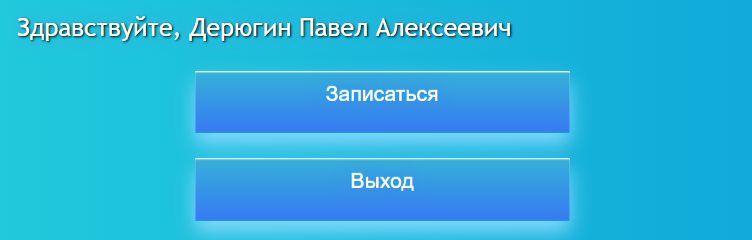 Здравствуйте, Дерюгин Павел Алексеевич
Записаться
Выход